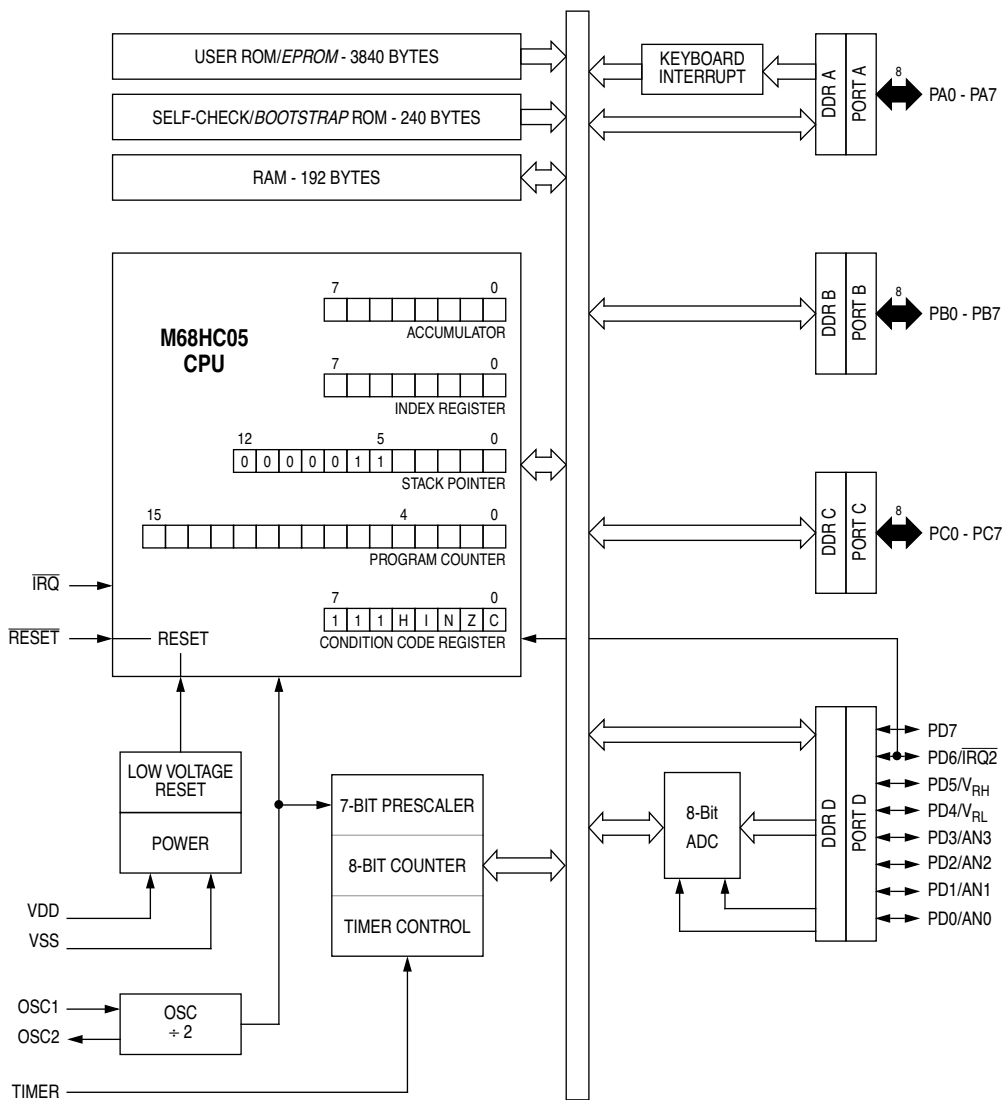 USER ROM/EPROM - 3840 BYTES
SELF-CHECK/BOOTSTRAP ROM - 240 BYTES
RAM - 192 BYTES
KEYBOARD
INTERRUPT
DDR A
PORT A
8
PA0 - PA7
M68HC05
CPU
7 0
ACCUMULATOR
7 0
INDEX REGISTER
12 5 0
0 0 0 0 0 1 1
STACK POINTER
15 4 0
PROGRAM COUNTER
7 0
1 1 1 H I N Z C
CONDITION CODE REGISTER
IRQ
RESET
RESET
DDR B
PORT B
8
PB0 - PB7
DDR C
PORT C
8
PC0 - PC7
LOW VOLTAGE
RESET
POWER
VDD
VSS
7-BIT PRESCALER
8-BIT COUNTER
TIMER CONTROL
OSC1
OSC2
OSC
÷ 2
TIMER
8-Bit
ADC
DDR D
PORT D
PD7
PD6/IRQ2
PD5/VRH
PD4/VRL
PD3/AN3
PD2/AN2
PD1/AN1
PD0/AN0